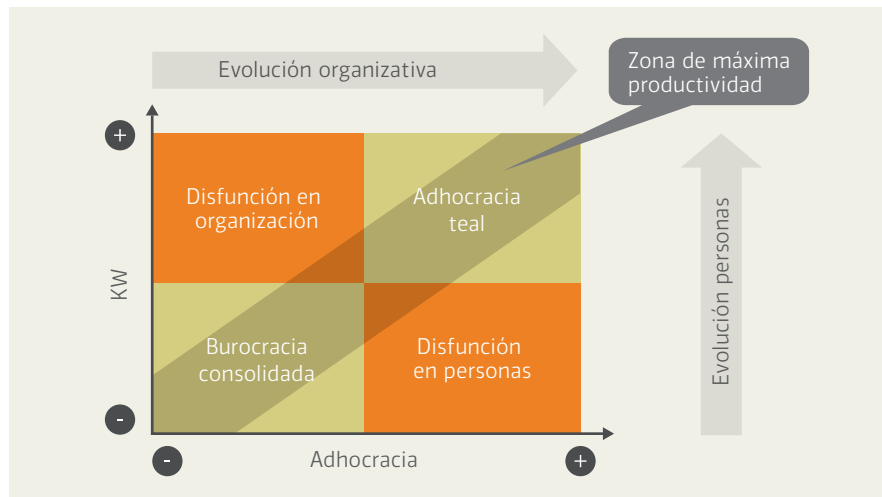 Evolución organizativa
Zona de máxima
productividad
+
Disfunción en
organización
Adhocracia
teal
KW
Evolución personas
Burocracia
consolidada
Disfunción
en personas
-
-
Adhocracia
+